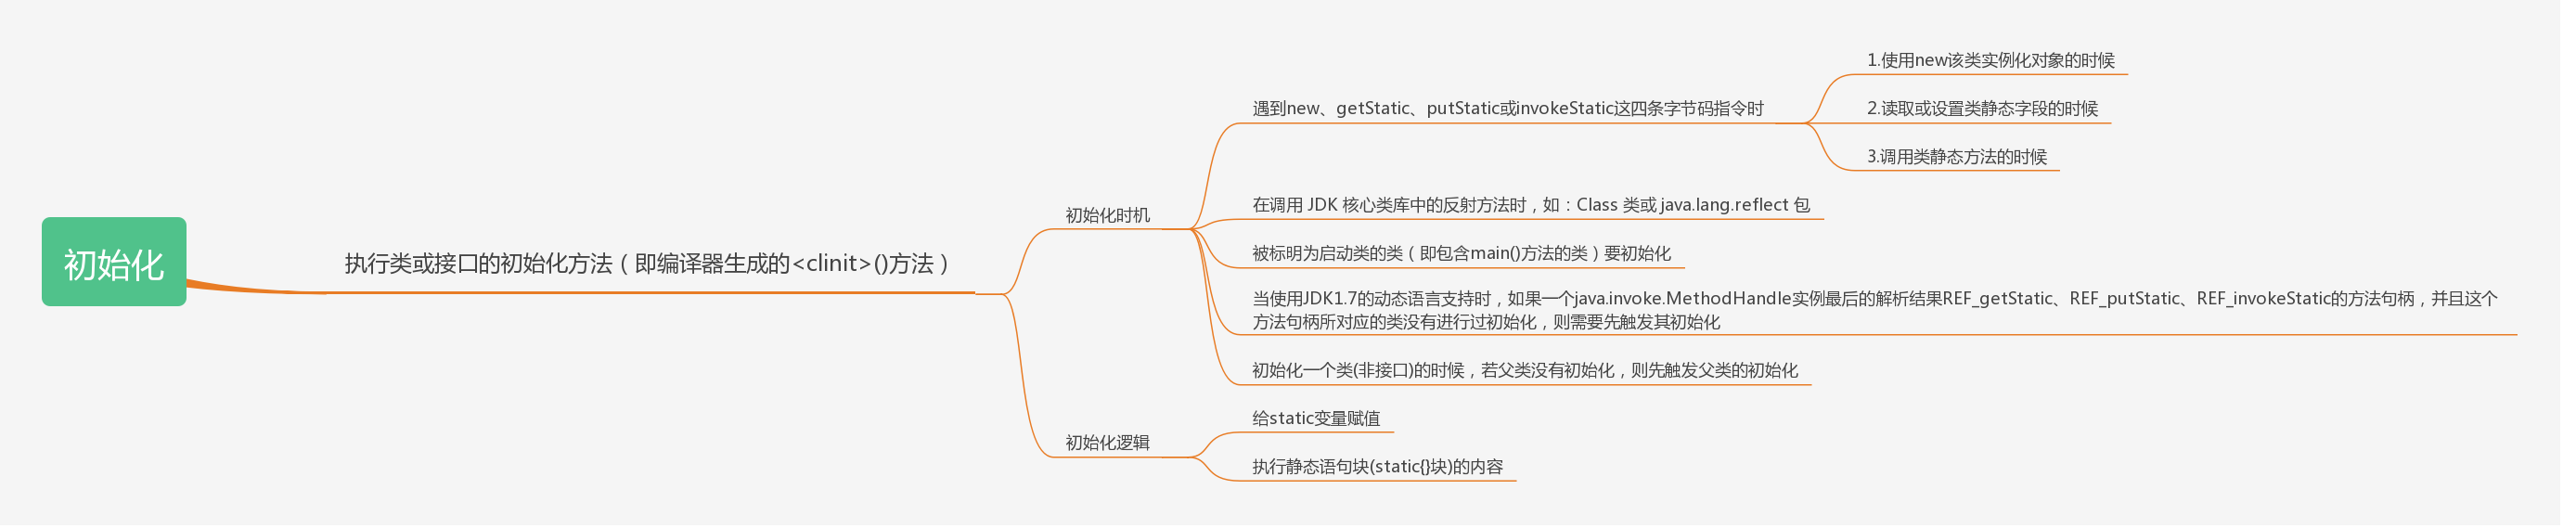 初始化
执行类或接口的初始化方法（即编译器生成的<clinit>()方法）
初始化时机
遇到new、getStatic、putStatic或invokeStatic这四条字节码指令时
1.使用new该类实例化对象的时候
2.读取或设置类静态字段的时候
3.调用类静态方法的时候
在调用 JDK 核心类库中的反射方法时，如：Class 类或 java.lang.reflect 包
被标明为启动类的类（即包含main()方法的类）要初始化
当使用JDK1.7的动态语言支持时，如果一个java.invoke.MethodHandle实例最后的解析结果REF_getStatic、REF_putStatic、REF_invokeStatic的方法句柄，并且这个
方法句柄所对应的类没有进行过初始化，则需要先触发其初始化
初始化一个类(非接口)的时候，若父类没有初始化，则先触发父类的初始化
初始化逻辑
给static变量赋值
执行静态语句块(static{}块)的内容